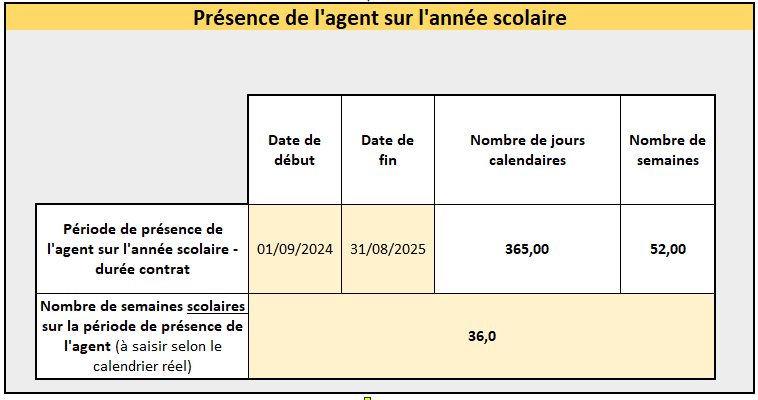 Présence de l'agent sur l'année scolaire
Date de
début
Date de
fin
Nombre de jours
calendaires
Nombre de
semaines
Période de présence de
l'agent sur l'année scolaire -
durée contrat
01/09/2024
31/08/2025
365,00
52,00
Nombre de semaines scolaires
sur la période de présence de
l'agent (à saisir selon le
calendrier réel)
36,0